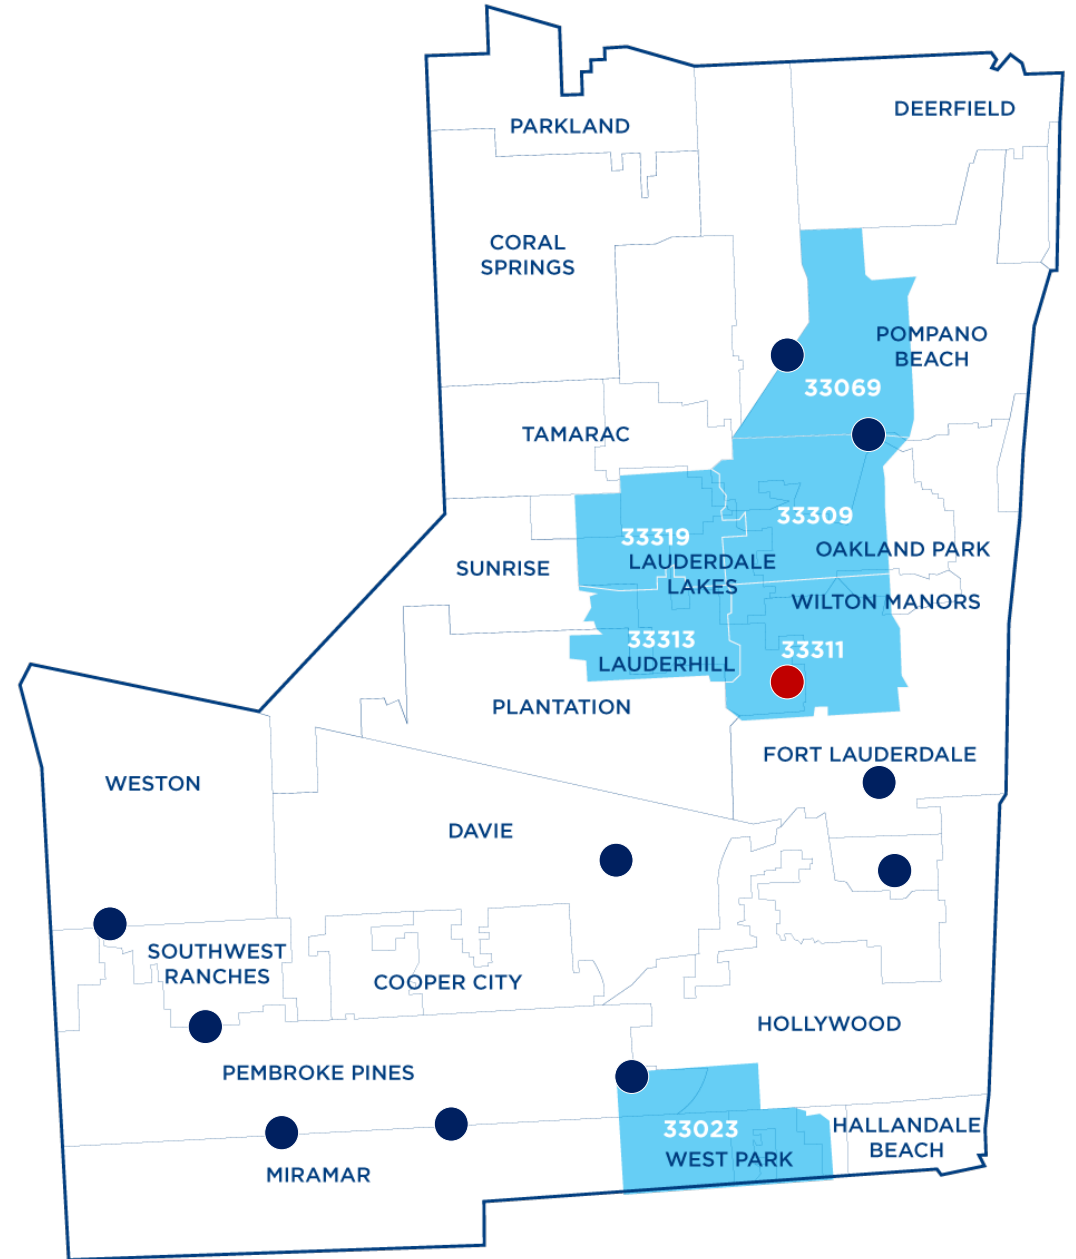 DEERFIELD
PARKLAND
CORAL
SPRINGS
POMPANO
BEACH
33069
TAMARAC
33309
33319
OAKLAND PARK
LAUDERDALE
LAKES
SUNRISE
WILTON MANORS
33313
33311
LAUDERHILL
PLANTATION
FORT LAUDERDALE
WESTON
DAVIE
SOUTHWEST
RANCHES
COOPER CITY
HOLLYWOOD
PEMBROKE PINES
33023
HALLANDALE
BEACH
WEST PARK
MIRAMAR